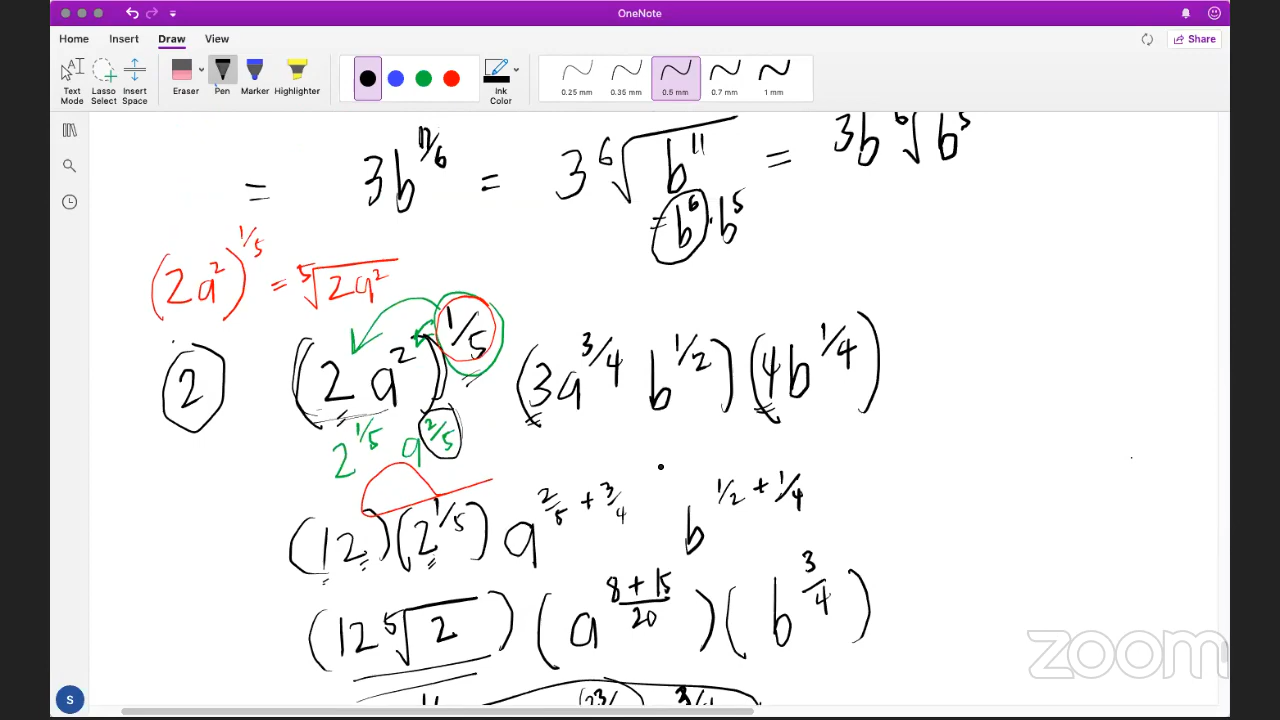 OneNote
Home Insert Draw View
Share
Text Mode Lasso Select Insert Space Eraser Pen Marker Highlighter Ink Color 0.25 mm 0.35 mm 0.5 mm 0.7 mm 1 mm
= 3b^{11/6} = 3 ⁶√b^{11} = 3b ⁶√b^5
= b^6 · b^5
(2a^2)^{1/5} = ⁵√2a^2
2 (2a^2)^{1/5} (3a^{3/4} b^{1/2}) (4b^{1/4})
2^{1/5} a^{2/5}
(12)(2^{1/5}) a^{2/5 + 3/4} b^{1/2 + 1/4}
(12 ⁵√2) (a^{8+15/20}) (b^{3/4})
zoom
S